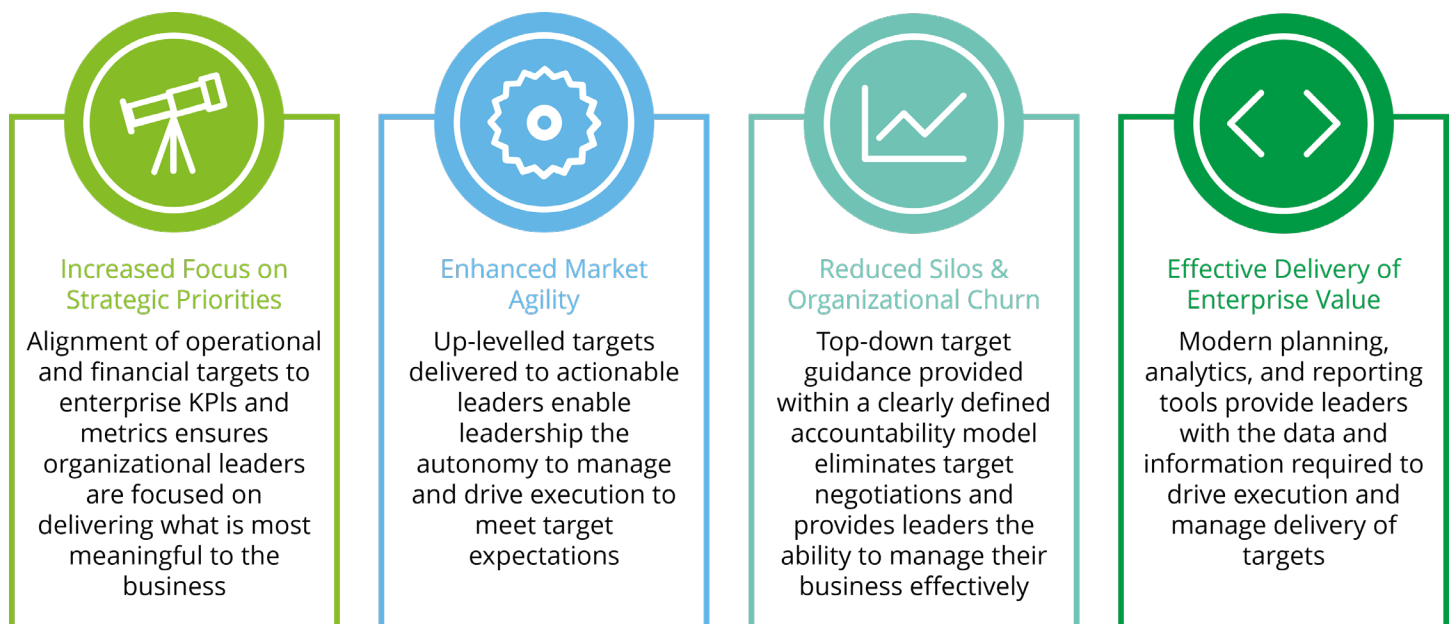 Increased Focus on
Strategic Priorities
Alignment of operational
and financial targets to
enterprise KPIs and
metrics ensures
organizational leaders
are focused on
delivering what is most
meaningful to the
business
Enhanced Market
Agility
Up-levelled targets
delivered to actionable
leaders enable
leadership the
autonomy to manage
and drive execution to
meet target
expectations
Reduced Silos &
Organizational Churn
Top-down target
guidance provided
within a clearly defined
accountability model
eliminates target
negotiations and
provides leaders the
ability to manage their
business effectively
Effective Delivery of
Enterprise Value
Modern planning,
analytics, and reporting
tools provide leaders
with the data and
information required to
drive execution and
manage delivery of
targets